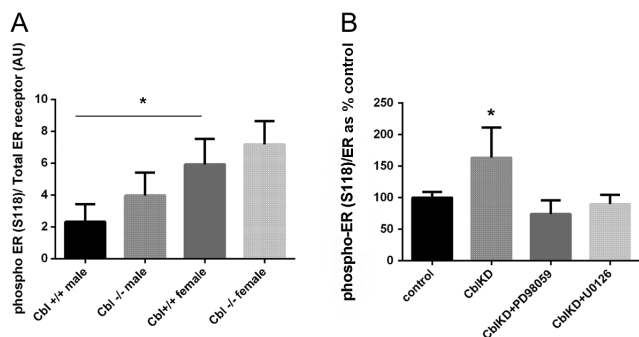 A
phospho ER (S118)/ Total ER receptor (AU)
10
8
6
4
2
0
*
Cbl +/+ male
Cbl -/- male
Cbl+/+ female
Cbl -/- female
B
phospho-ER (S118)/ER as % control
250
200
150
100
50
0
*
control
CblKD
CblKD+PD98059
CblKD+U0126